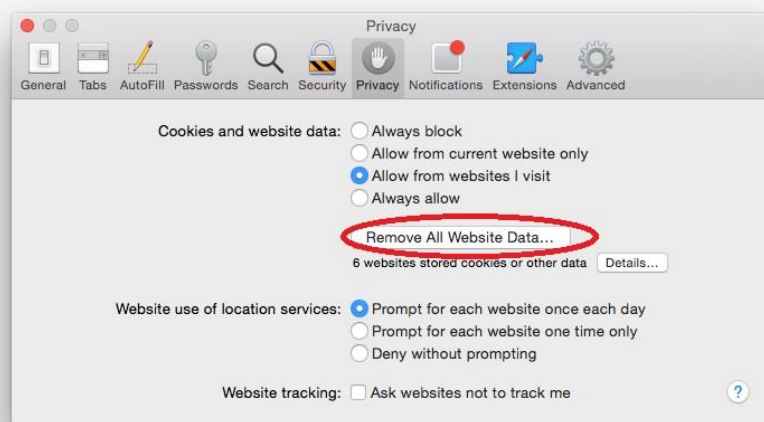 Privacy
General Tabs AutoFill Passwords Search Security Privacy Notifications Extensions Advanced
Cookies and website data: Always block
Allow from current website only
Allow from websites I visit
Always allow
Remove All Website Data...
6 websites stored cookies or other data Details...
Website use of location services: Prompt for each website once each day
Prompt for each website one time only
Deny without prompting
Website tracking: Ask websites not to track me ?